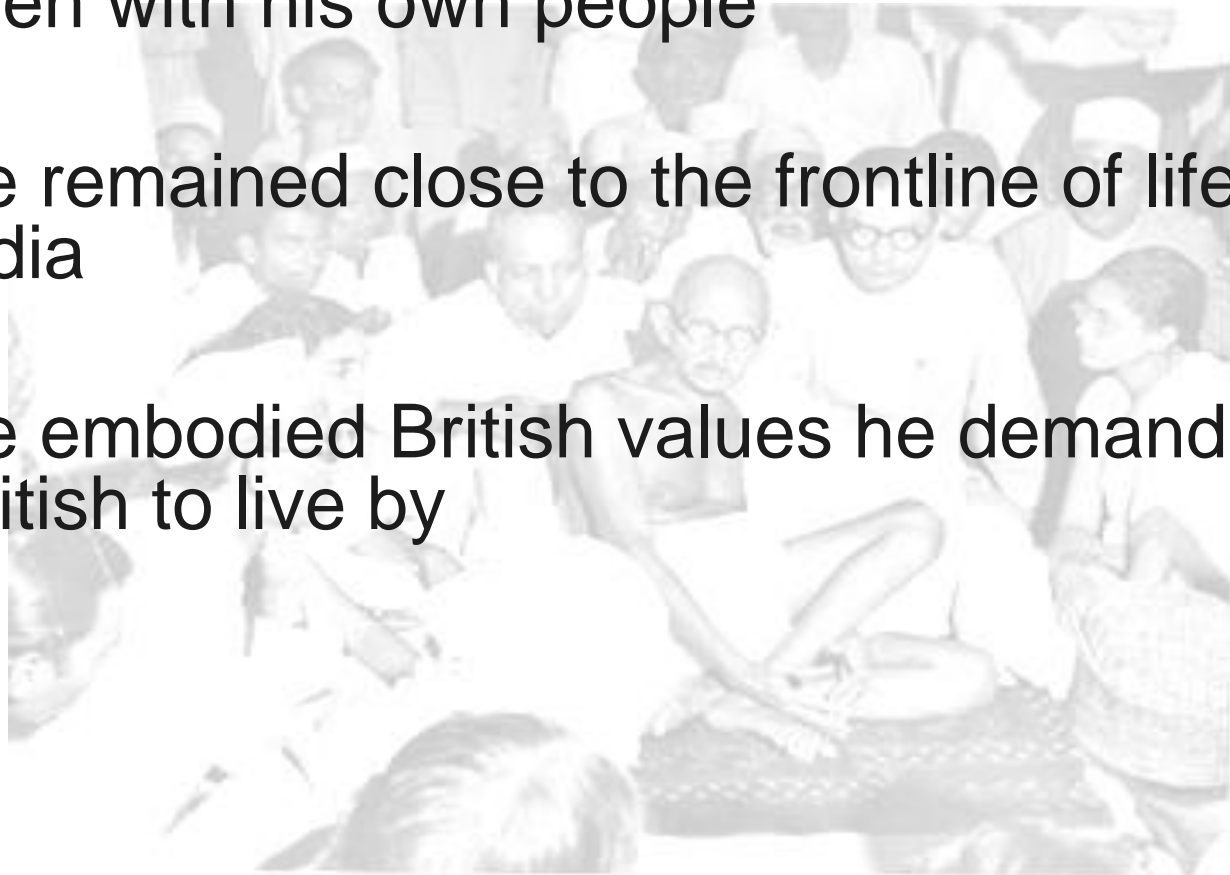 en with his own people
e remained close to the frontline of life
dia
e embodied British values he demand
itish to live by